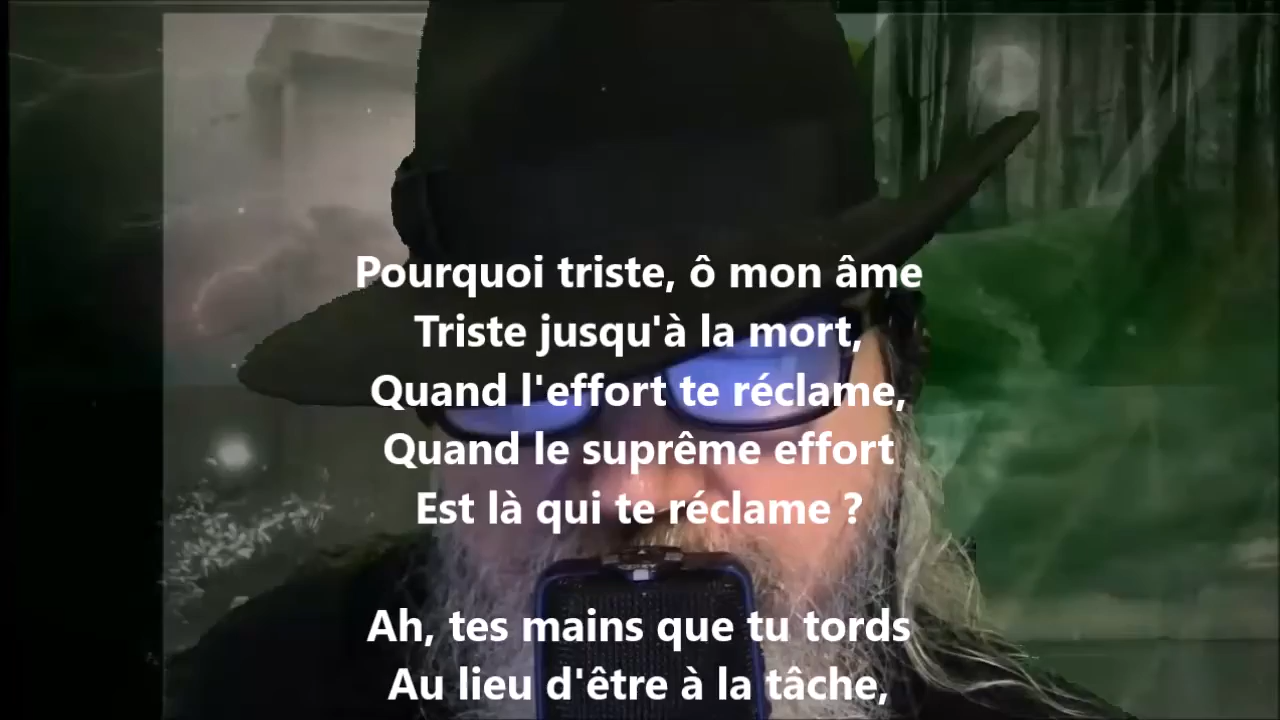 Pourquoi triste, ô mon âme
Triste jusqu'à la mort,
Quand l'effort te réclame,
Quand le suprême effort
Est là qui te réclame ?
Ah, tes mains que tu tords
Au lieu d'être à la tâche,